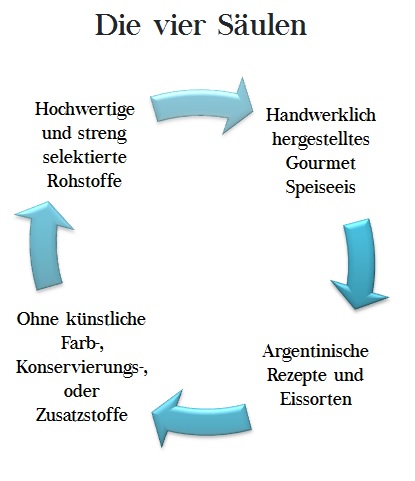 Die vier Säulen
Hochwertige
und streng
selektierte
Rohstoffe
Handwerklich
hergestelltes
Gourmet
Speiseeis
Argentinische
Rezepte und
Eissorten
Ohne künstliche
Farb-,
Konservierungs-,
oder
Zusatzstoffe